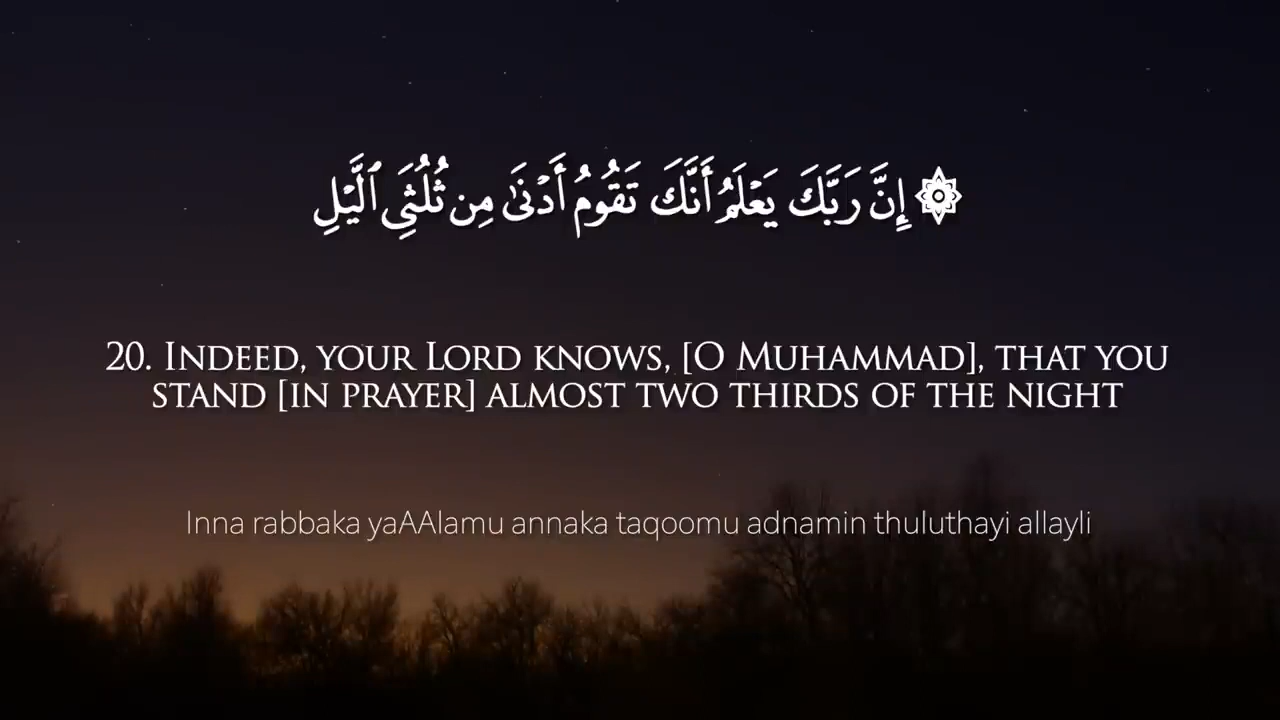 ۞ إِنَّ رَبَّكَ يَعْلَمُ أَنَّكَ تَقُومُ أَدْنَىٰ مِن ثُلُثَىِ ٱلَّيْلِ
20. Indeed, your Lord knows, [O Muhammad], that you
stand [in prayer] almost two thirds of the night
Inna rabbaka yaAAlamu annaka taqoomu adnamin thuluthayi allayli